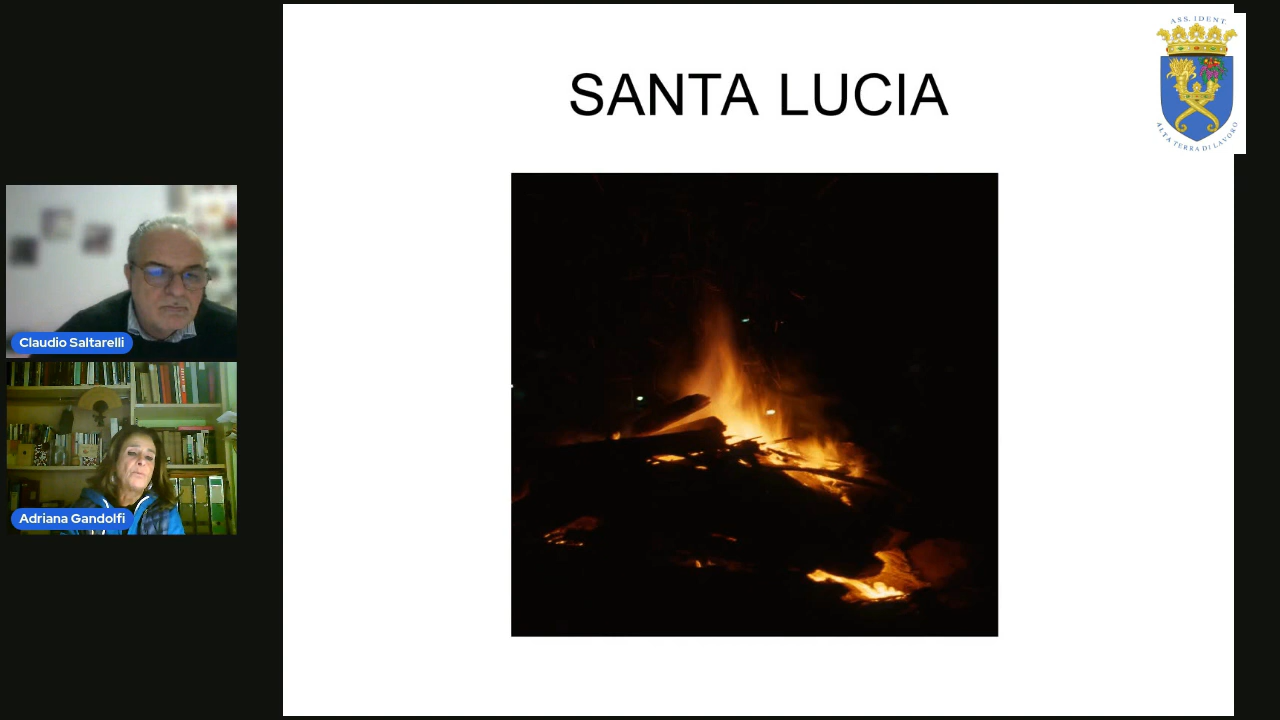 SANTA LUCIA
ASS. IDENT.
ALTA TERRA DI LAVORO
Claudio Saltarelli
Adriana Gandolfi